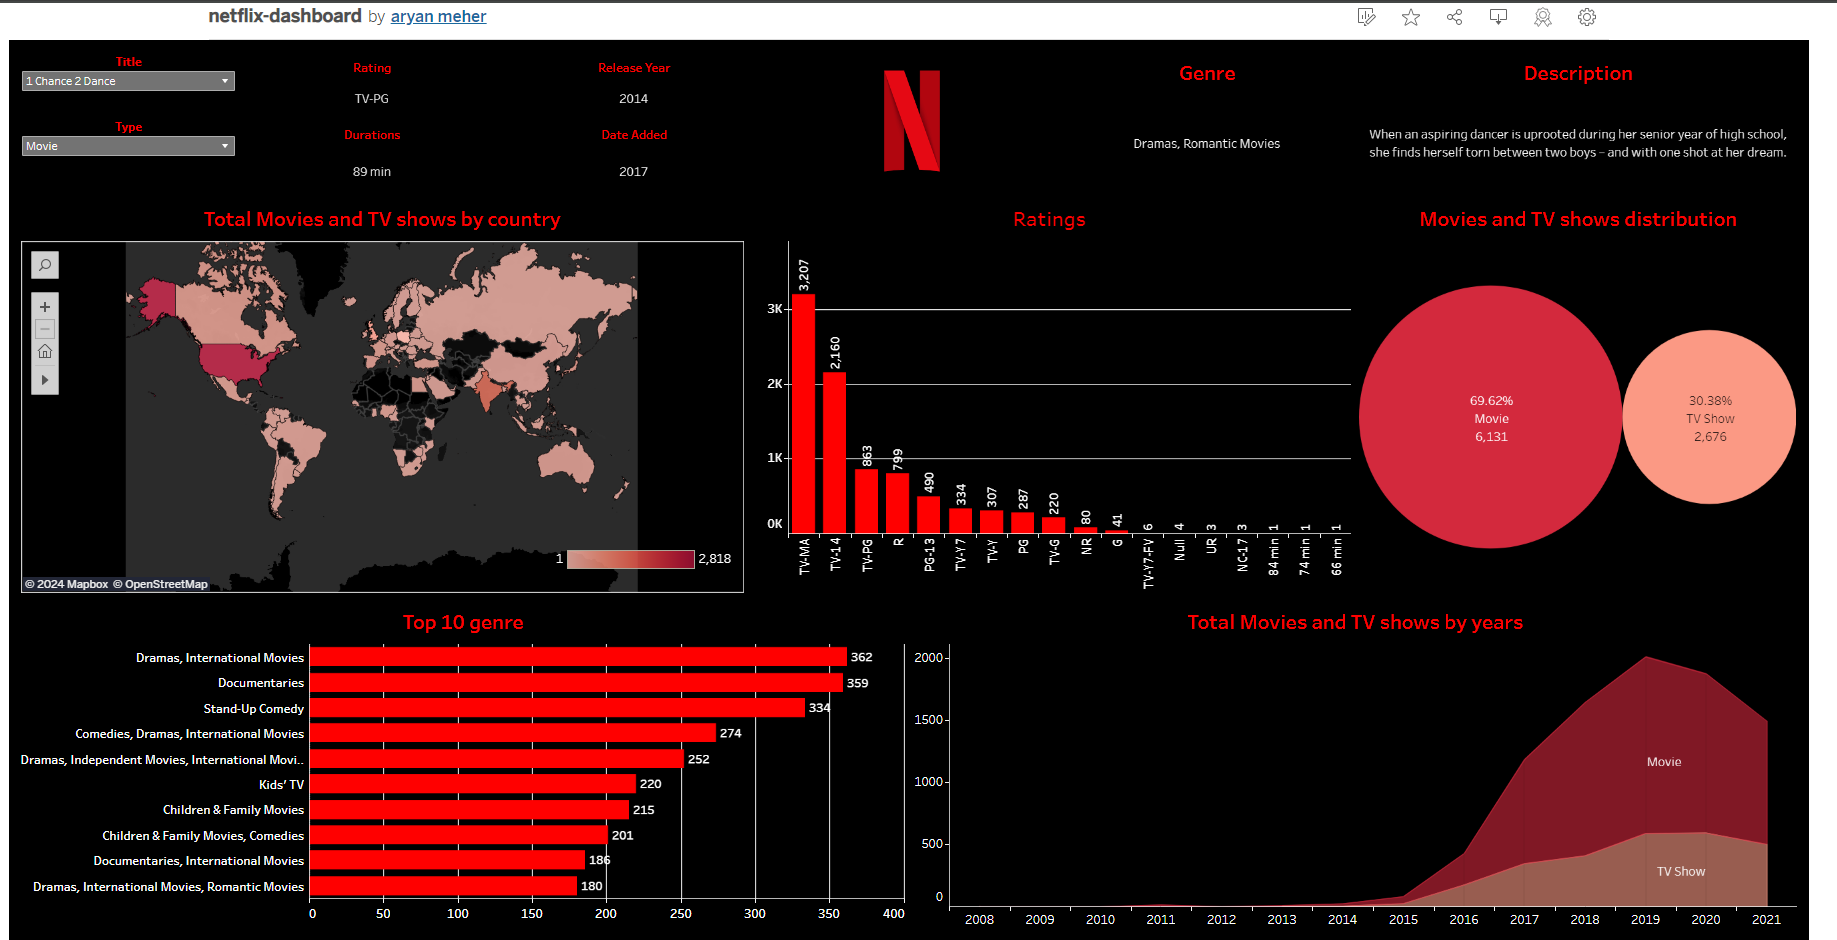 netflix-dashboard by aryan meher
Title
1 Chance 2 Dance
Type
Movie
Rating
TV-PG
Durations
89 min
Release Year
2014
Date Added
2017
N
Genre
Dramas, Romantic Movies
Description
When an aspiring dancer is uprooted during her senior year of high school,
she finds herself torn between two boys – and with one shot at her dream.
Total Movies and TV shows by country
1
2,818
© 2024 Mapbox © OpenStreetMap
Ratings
3K
2K
1K
0K
3,207
2,160
863
799
490
334
307
287
220
80
41
6
4
3
3
1
1
1
TV-MA
TV-14
TV-PG
R
PG-13
TV-Y7
TV-Y
PG
TV-G
NR
G
TV-Y7-FV
Null
UR
NC-17
84 min
74 min
66 min
Movies and TV shows distribution
69.62%
Movie
6,131
30.38%
TV Show
2,676
Top 10 genre
Dramas, International Movies 362
Documentaries 359
Stand-Up Comedy 334
Comedies, Dramas, International Movies 274
Dramas, Independent Movies, International Movi.. 252
Kids' TV 220
Children & Family Movies 215
Children & Family Movies, Comedies 201
Documentaries, International Movies 186
Dramas, International Movies, Romantic Movies 180
0 50 100 150 200 250 300 350 400
Total Movies and TV shows by years
2000
1500
1000
500
0
Movie
TV Show
2008 2009 2010 2011 2012 2013 2014 2015 2016 2017 2018 2019 2020 2021